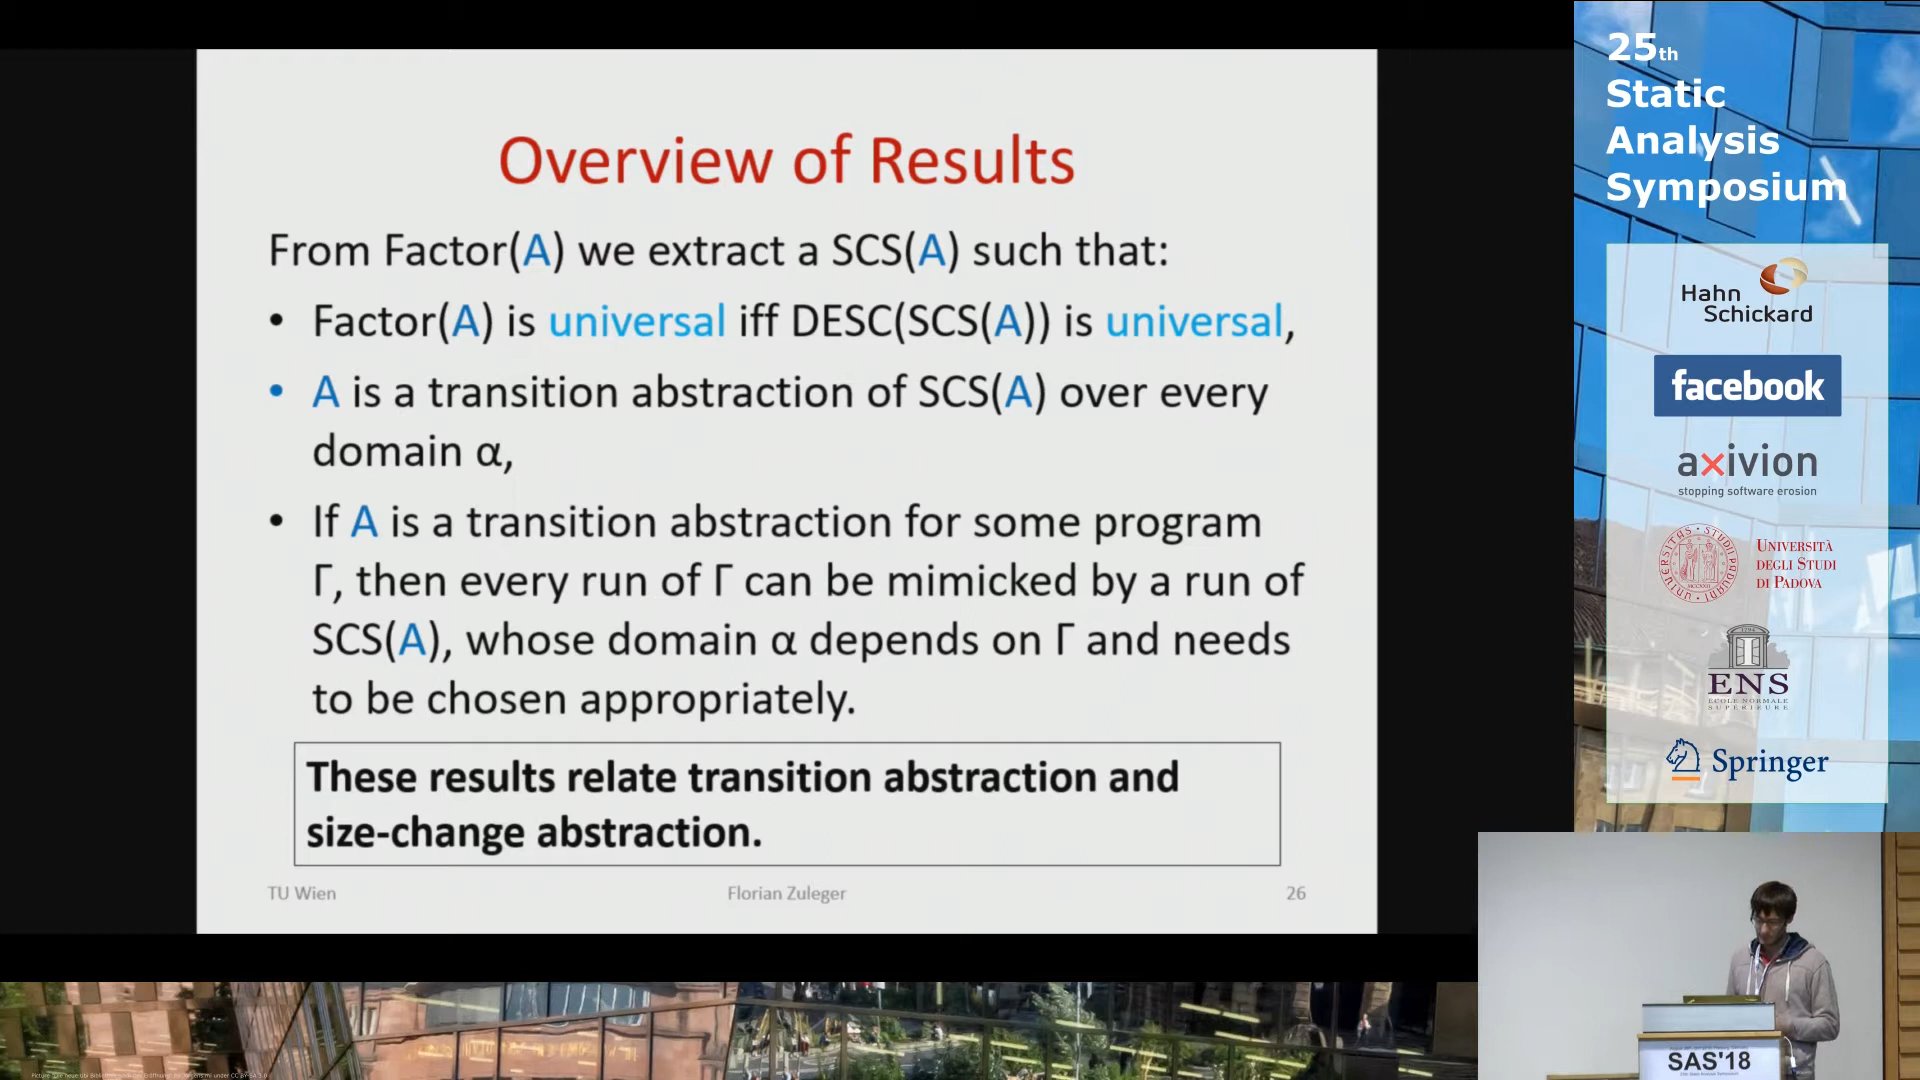 Overview of Results
From Factor(A) we extract a SCS(A) such that:
• Factor(A) is universal iff DESC(SCS(A)) is universal,
• A is a transition abstraction of SCS(A) over every
domain α,
• If A is a transition abstraction for some program
Γ, then every run of Γ can be mimicked by a run of
SCS(A), whose domain α depends on Γ and needs
to be chosen appropriately.
These results relate transition abstraction and
size-change abstraction.
TU Wien
Florian Zuleger
26
25th
Static
Analysis
Symposium
Hahn
Schickard
facebook
axivion
stopping software erosion
UNIVERSITÀ
DEGLI STUDI
DI PADOVA
ENS
ECOLE NORMALE
SUPERIEURE
Springer
SAS'18